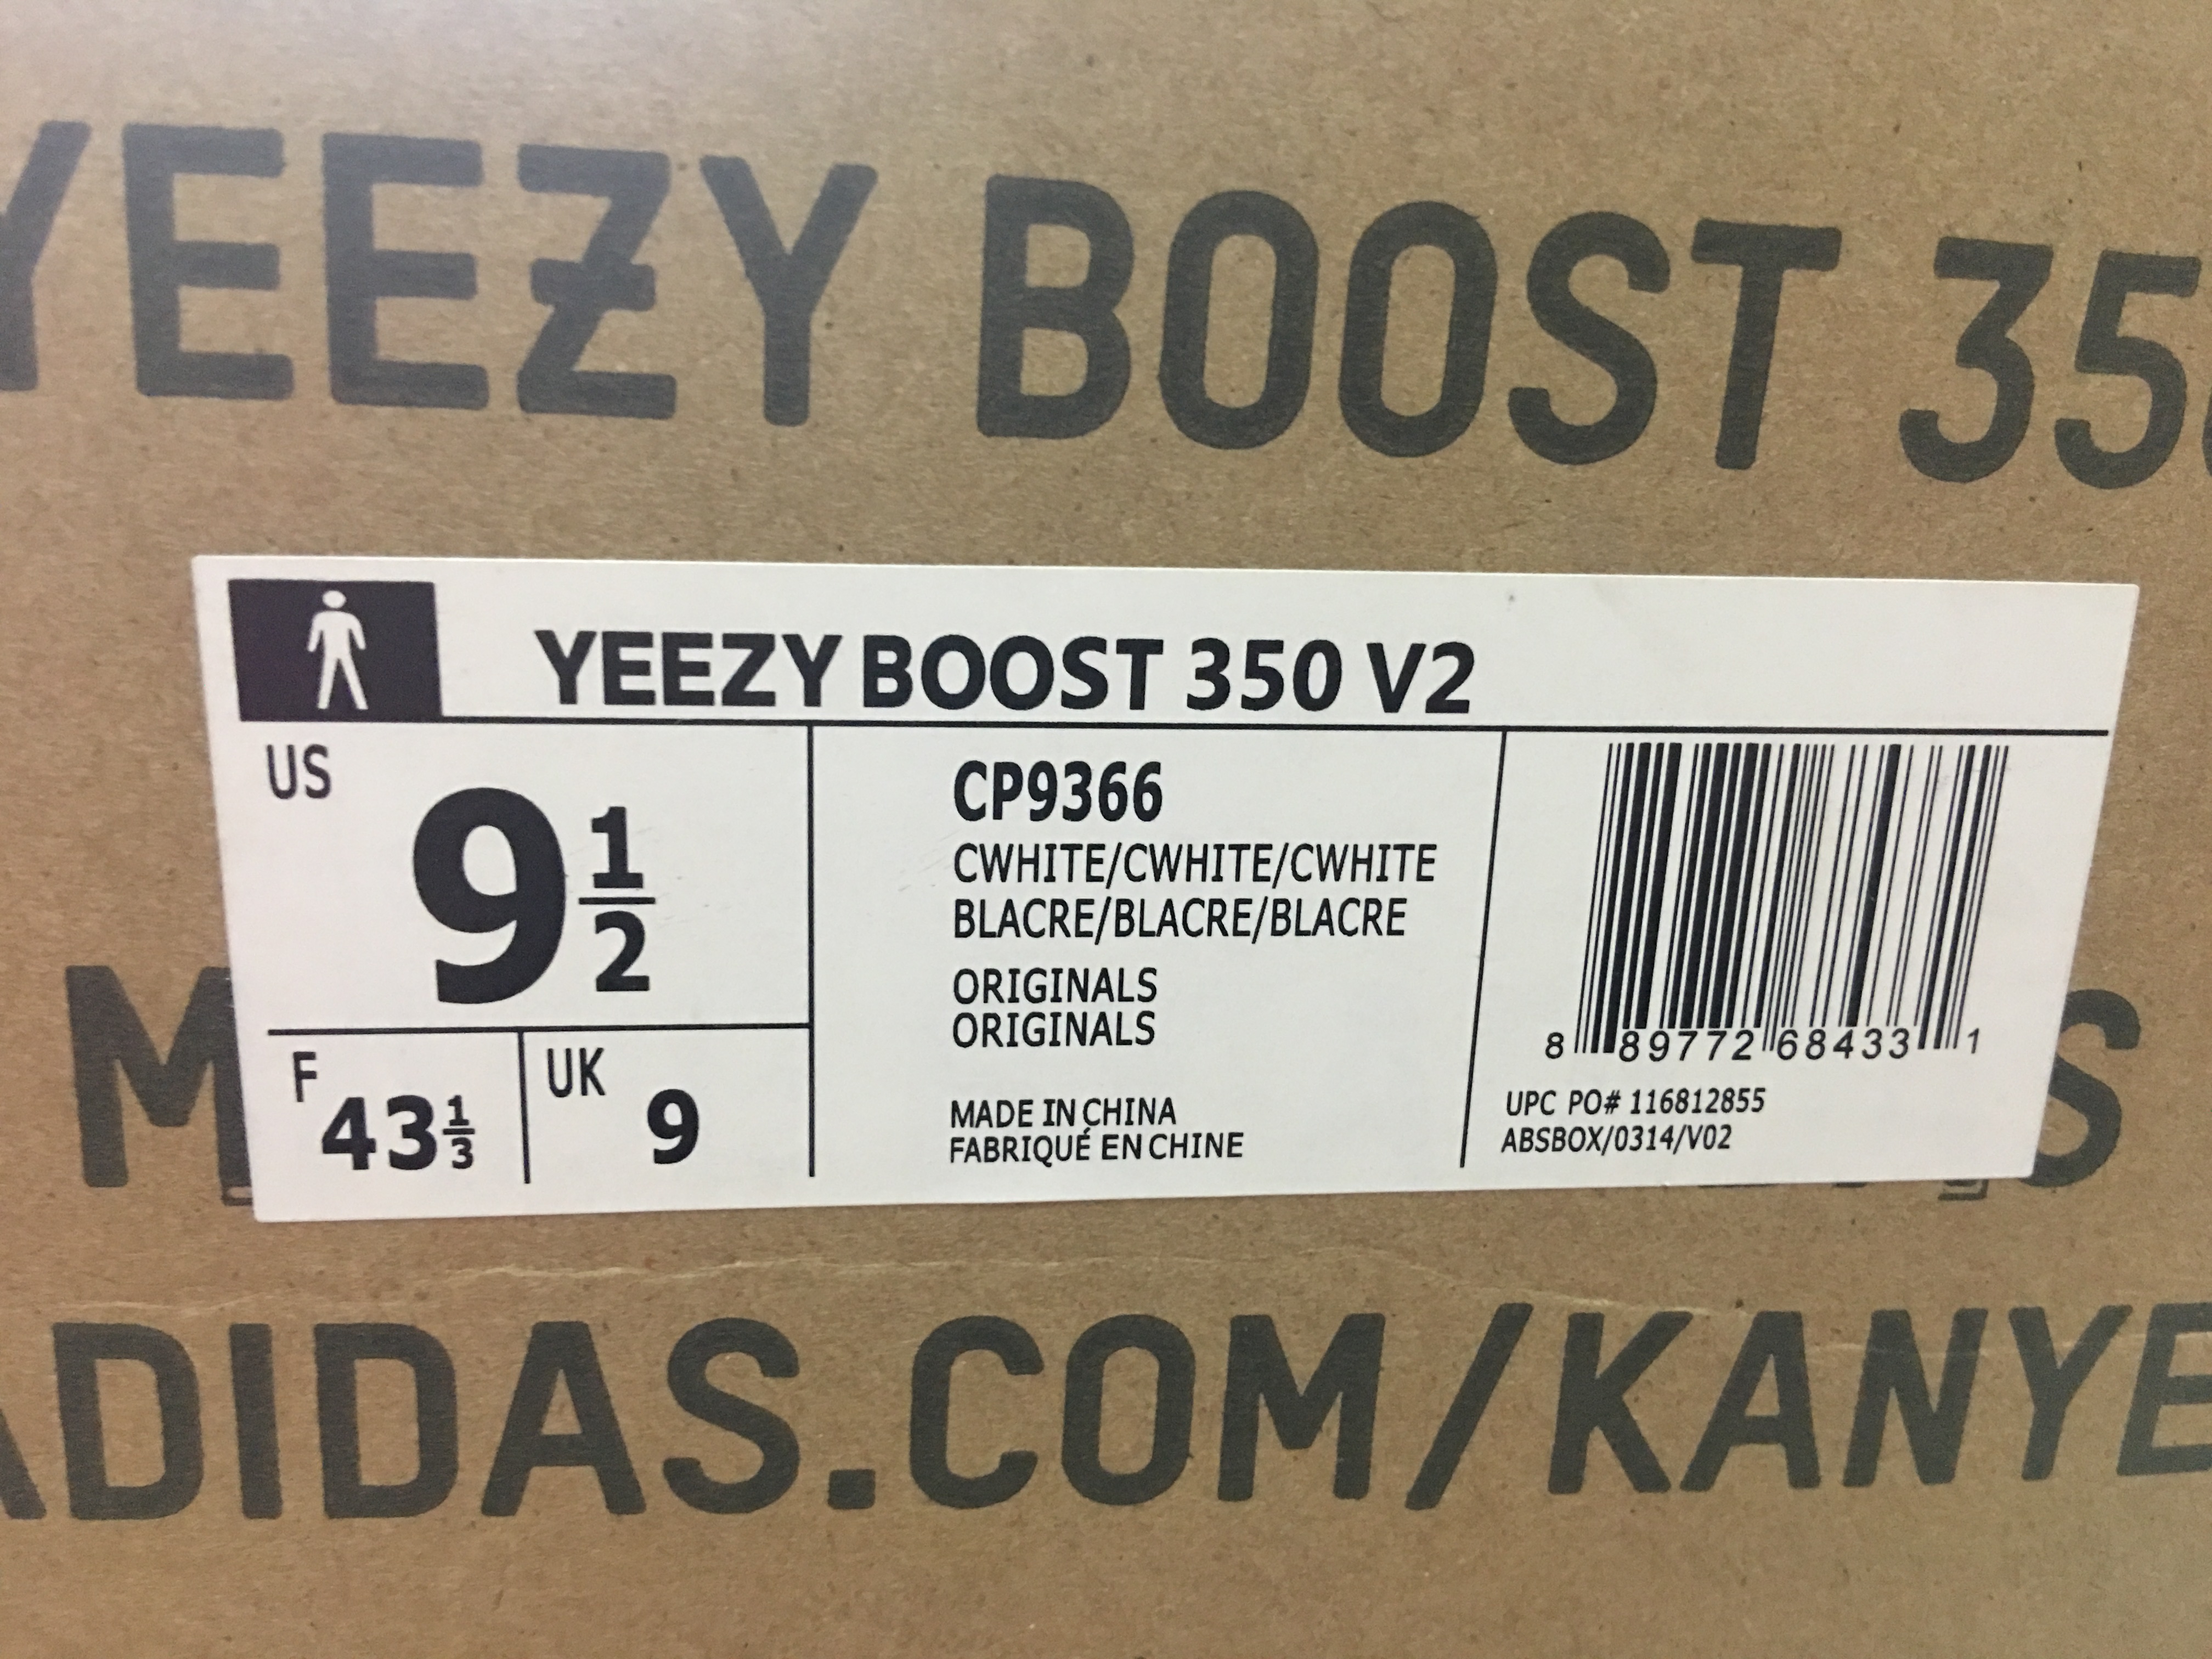 YEEZY BOOST 350
YEEZY BOOST 350 V2
US
9 1/2
F
43 1/3
UK
9
CP9366
CWHITE/CWHITE/CWHITE
BLACRE/BLACRE/BLACRE
ORIGINALS
ORIGINALS
MADE IN CHINA
FABRIQUÉ EN CHINE
8 89772 68433 1
UPC PO# 116812855
ABSBOX/0314/V02
ADIDAS.COM/KANYE